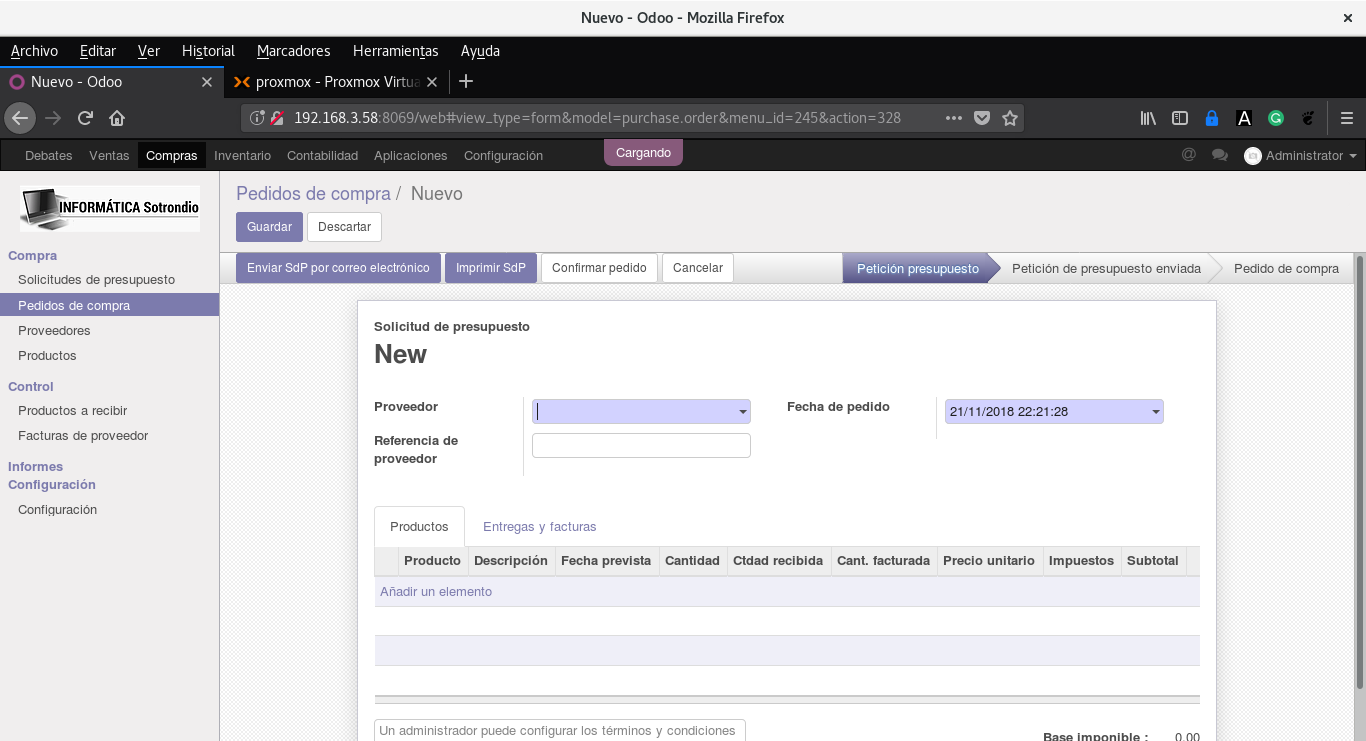 Nuevo - Odoo - Mozilla Firefox
Archivo Editar Ver Historial Marcadores Herramientas Ayuda
Nuevo - Odoo proxmox - Proxmox Virtua
192.168.3.58:8069/web#view_type=form&model=purchase.order&menu_id=245&action=328
Debates Ventas Compras Inventario Contabilidad Aplicaciones Configuración Cargando @ Administrator
INFORMÁTICA Sotrondio
Compra
Solicitudes de presupuesto
Pedidos de compra
Proveedores
Productos
Control
Productos a recibir
Facturas de proveedor
Informes
Configuración
Configuración
Pedidos de compra / Nuevo
Guardar Descartar
Enviar SdP por correo electrónico Imprimir SdP Confirmar pedido Cancelar Petición presupuesto Petición de presupuesto enviada Pedido de compra
Solicitud de presupuesto
New
Proveedor Fecha de pedido 21/11/2018 22:21:28
Referencia de
proveedor
Productos Entregas y facturas
Producto Descripción Fecha prevista Cantidad Ctdad recibida Cant. facturada Precio unitario Impuestos Subtotal
Añadir un elemento
Un administrador puede configurar los términos y condiciones
Base imponible : 0.00